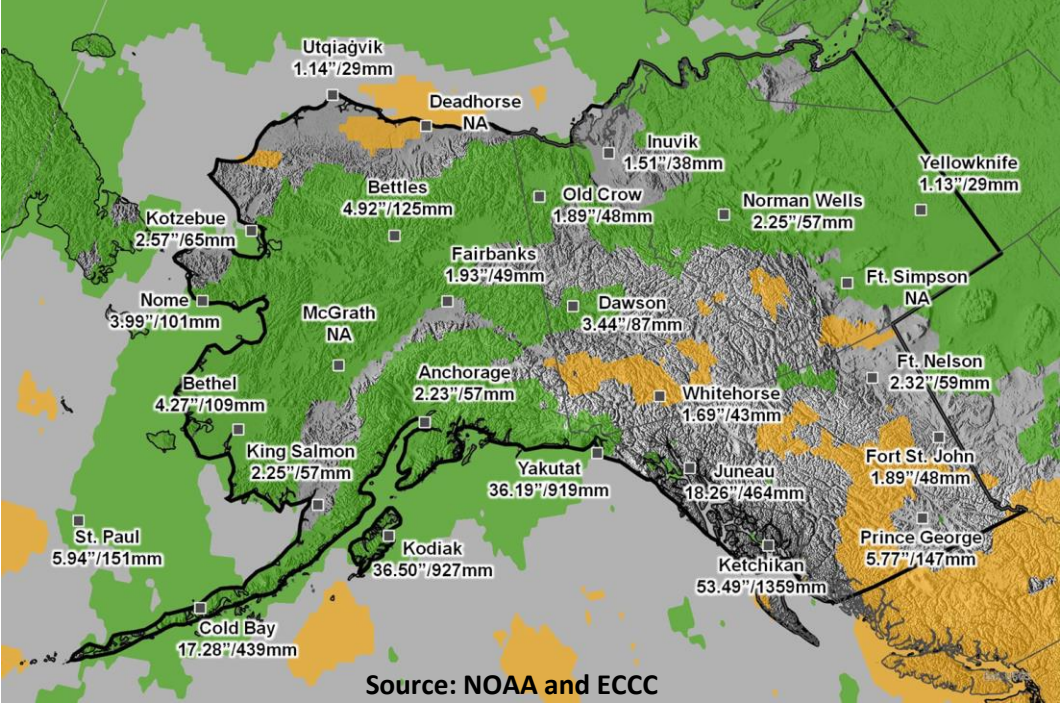 Utqiaġvik
1.14”/29mm
Deadhorse
NA
Inuvik
1.51”/38mm
Yellowknife
1.13”/29mm
Bettles
4.92”/125mm
Old Crow
1.89”/48mm
Norman Wells
2.25”/57mm
Kotzebue
2.57”/65mm
Fairbanks
1.93”/49mm
Ft. Simpson
NA
Nome
3.99”/101mm
McGrath
NA
Dawson
3.44”/87mm
Anchorage
2.23”/57mm
Ft. Nelson
2.32”/59mm
Bethel
4.27”/109mm
Whitehorse
1.69”/43mm
King Salmon
2.25”/57mm
Yakutat
36.19”/919mm
Juneau
18.26”/464mm
Fort St. John
1.89”/48mm
St. Paul
5.94”/151mm
Kodiak
36.50”/927mm
Ketchikan
53.49”/1359mm
Prince George
5.77”/147mm
Cold Bay
17.28”/439mm
Source: NOAA and ECCC